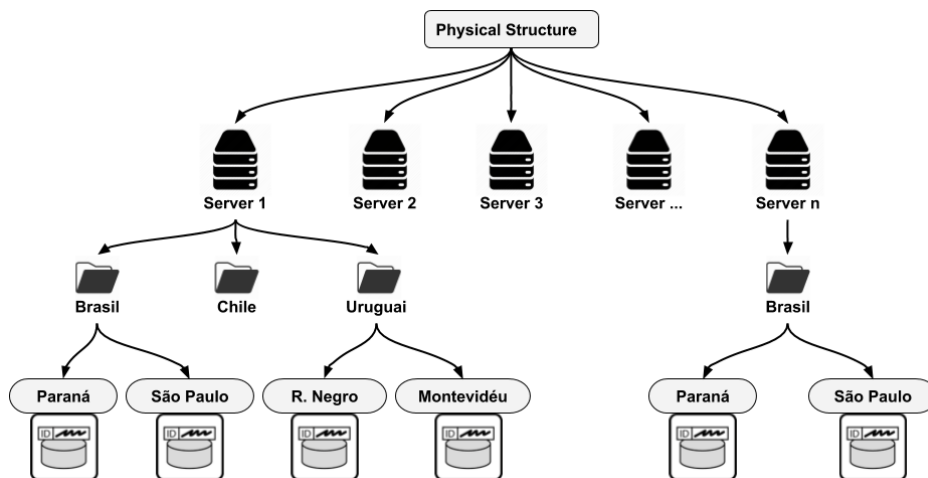 Physical Structure
Server 1
Server 2
Server 3
Server ...
Server n
Brasil
Chile
Uruguai
Brasil
Paraná
São Paulo
R. Negro
Montevidéu
Paraná
São Paulo
ID
ID
ID
ID
ID
ID